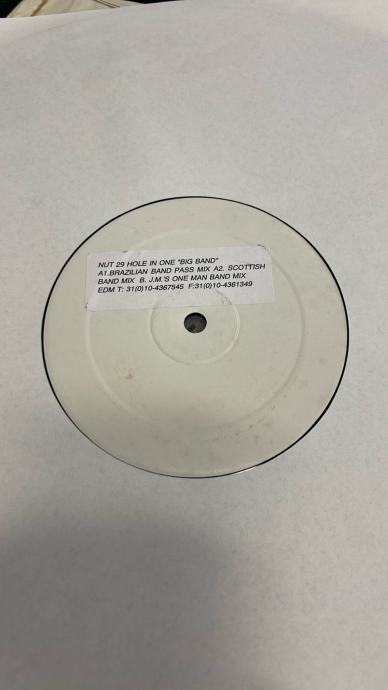 NUT 29 HOLE IN ONE "BIG BAND"
A1.BRAZILIAN BAND PASS MIX A2. SCOTTISH
BAND MIX B. J.M.'S ONE MAN BAND MIX
EDM T: 31(0)10-4367545 F:31(0)10-4361349